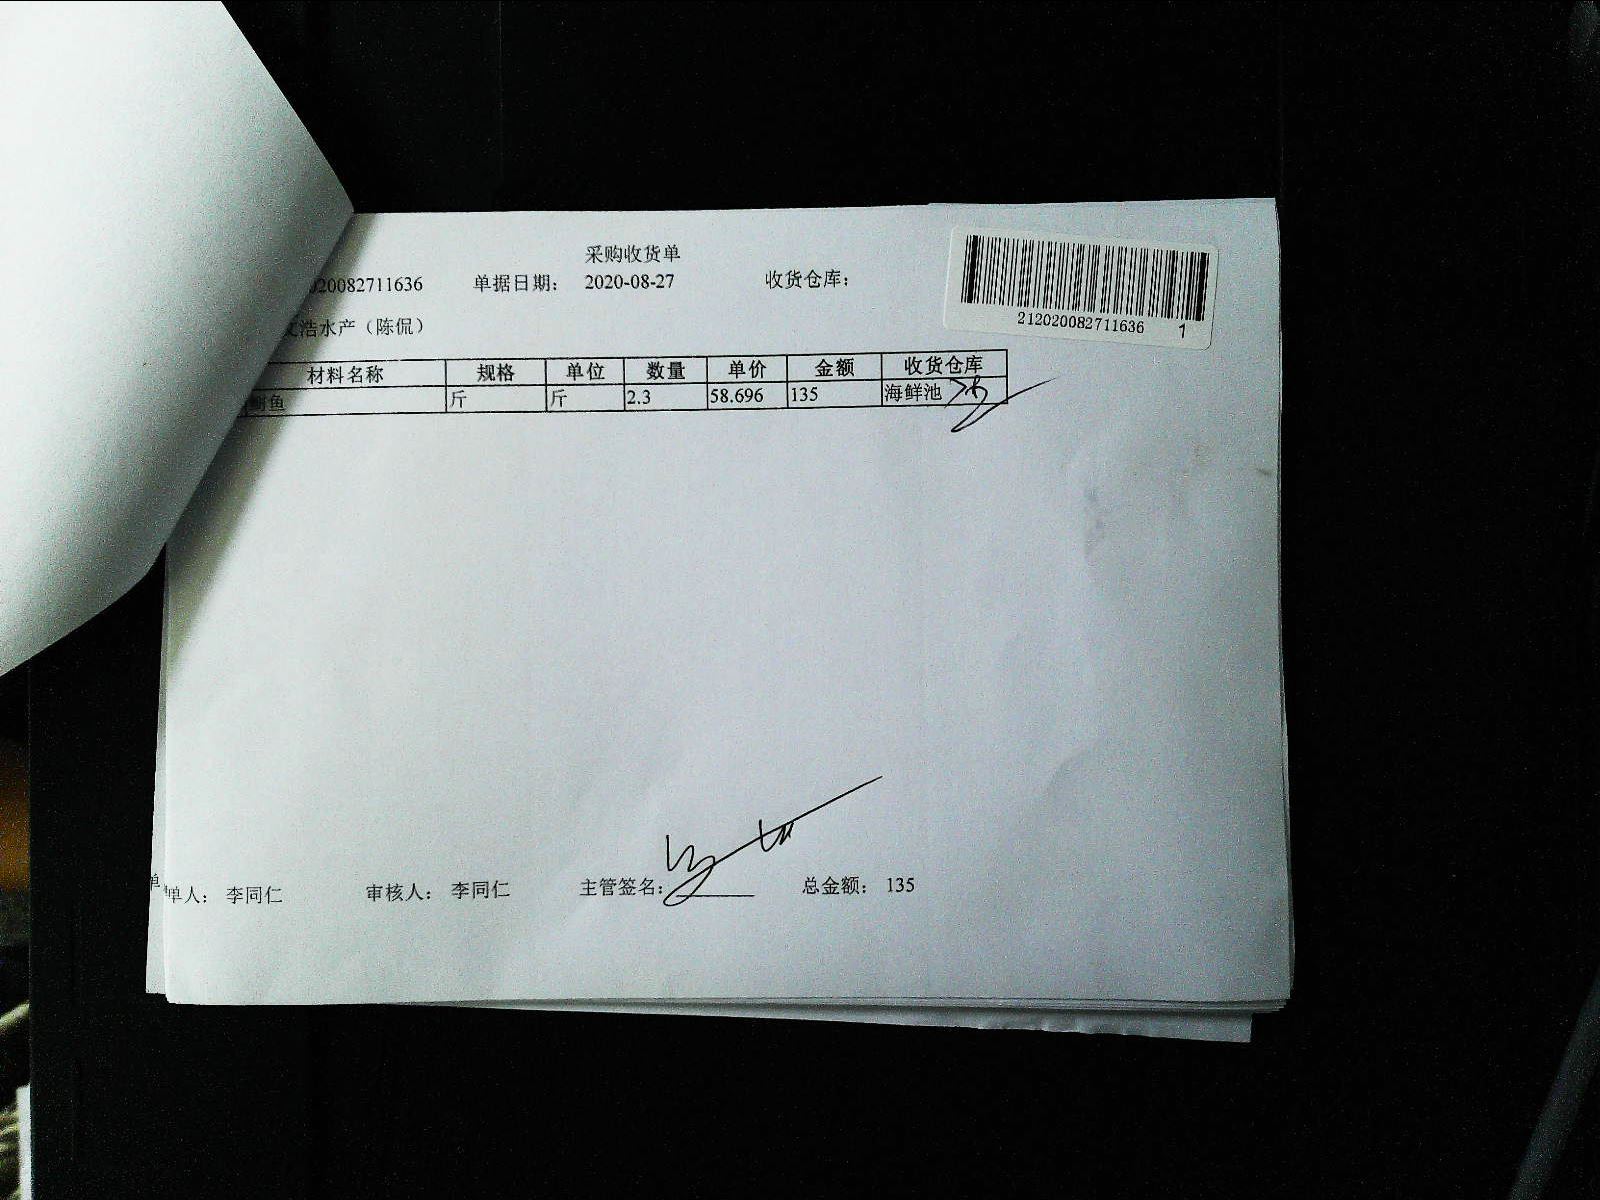 采购收货单
020082711636 单据日期： 2020-08-27 收货仓库：
212020082711636 1
浩水产（陈侃）
材料名称 规格 单位 数量 单价 金额 收货仓库
鱼 斤 斤 2.3 58.696 135 海鲜池
单人： 李同仁 审核人： 李同仁 主管签名： 总金额： 135